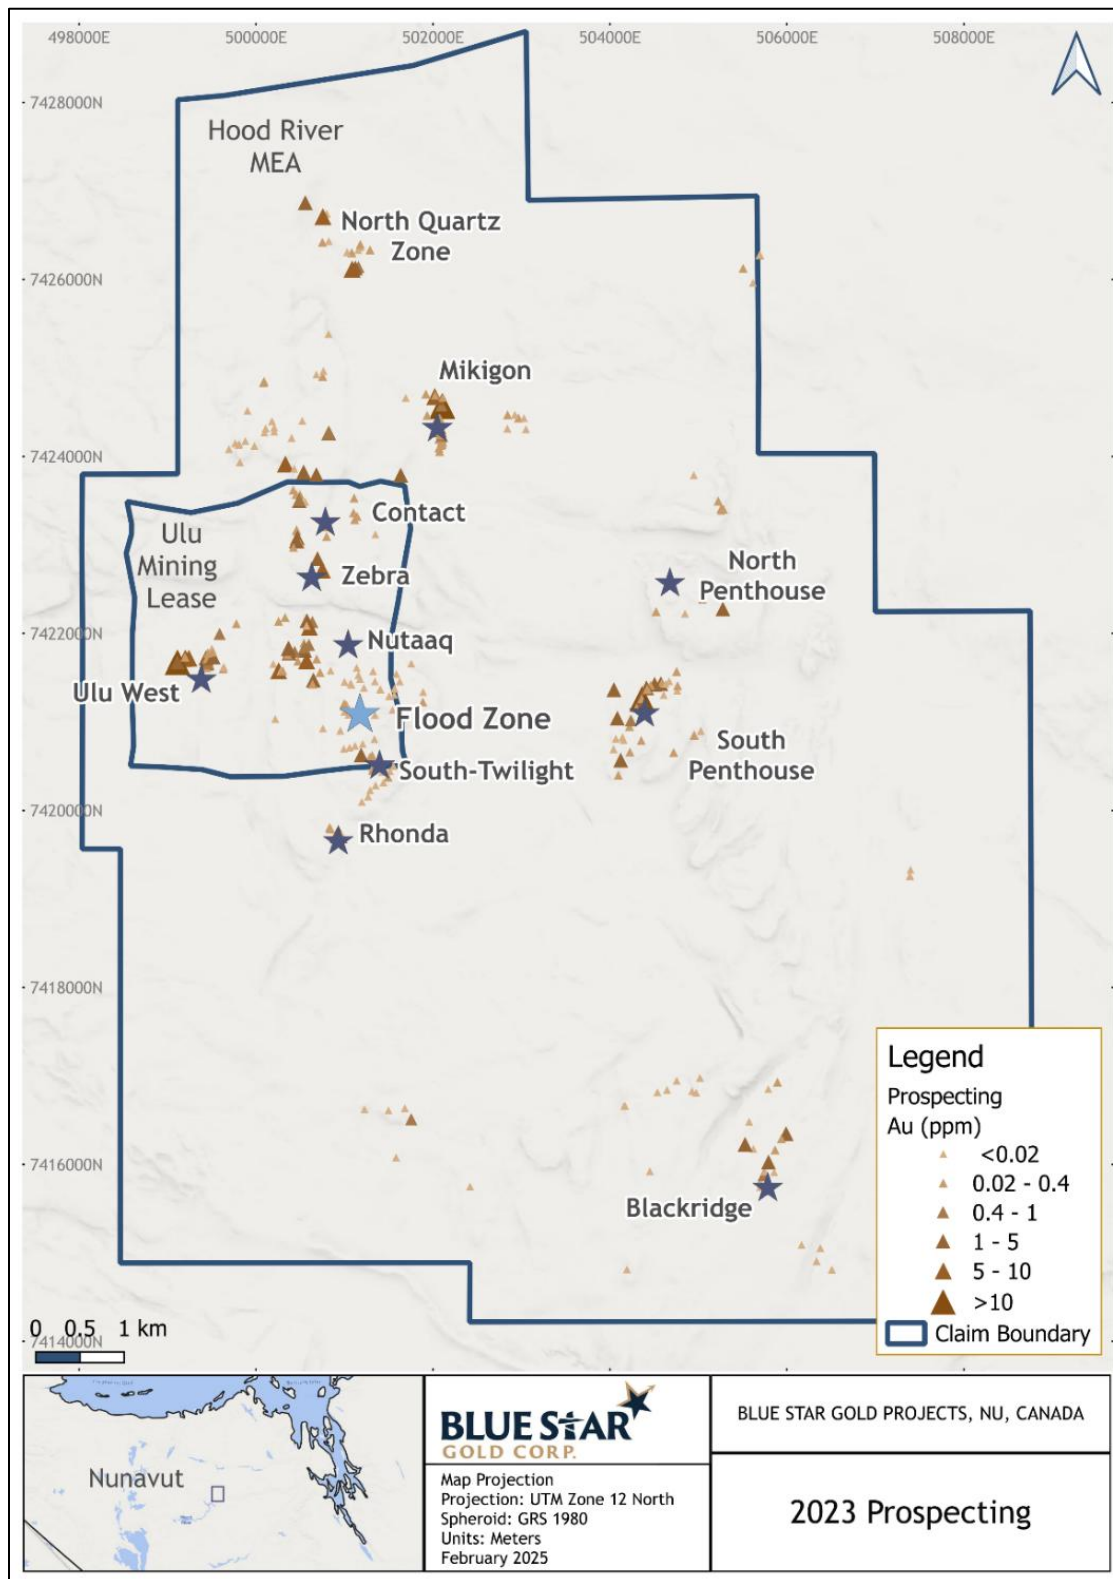 498000E
500000E
502000E
504000E
506000E
508000E
7428000N
Hood River
MEA
North Quartz
Zone
7426000N
Mikigon
7424000N
Contact
Ulu
Mining
Lease
Zebra
North
Penthouse
7422000N
Nutaaq
Ulu West
Flood Zone
South
Penthouse
South-Twilight
7420000N
Rhonda
7418000N
7416000N
Blackridge
7414000N
0 0.5 1 km
Legend
Prospecting
Au (ppm)
<0.02
0.02 - 0.4
0.4 - 1
1 - 5
5 - 10
>10
Claim Boundary
Nunavut
BLUE STAR
GOLD CORP.
Map Projection
Projection: UTM Zone 12 North
Spheroid: GRS 1980
Units: Meters
February 2025
BLUE STAR GOLD PROJECTS, NU, CANADA
2023 Prospecting